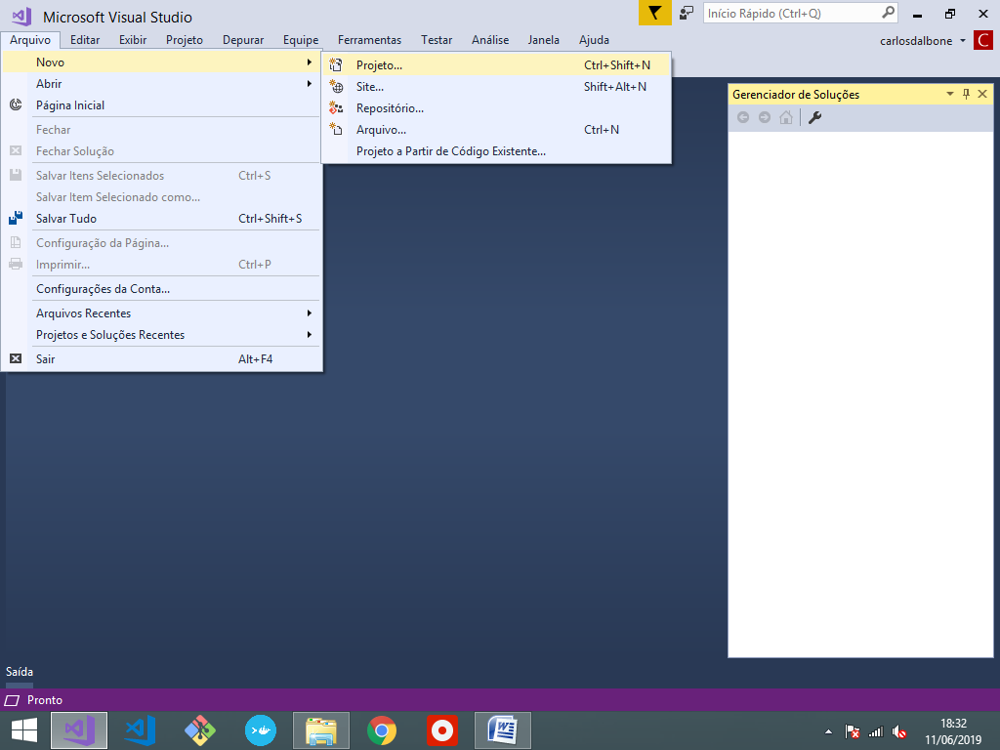 Microsoft Visual Studio
Início Rápido (Ctrl+Q)
Arquivo Editar Exibir Projeto Depurar Equipe Ferramentas Testar Análise Janela Ajuda
carlosdalbone C
Novo
Abrir
Página Inicial
Fechar
Fechar Solução
Salvar Itens Selecionados Ctrl+S
Salvar Item Selecionado como...
Salvar Tudo Ctrl+Shift+S
Configuração da Página...
Imprimir... Ctrl+P
Configurações da Conta...
Arquivos Recentes
Projetos e Soluções Recentes
Sair Alt+F4
Projeto... Ctrl+Shift+N
Site... Shift+Alt+N
Repositório...
Arquivo... Ctrl+N
Projeto a Partir de Código Existente...
Gerenciador de Soluções
Saída
Pronto
18:32
11/06/2019